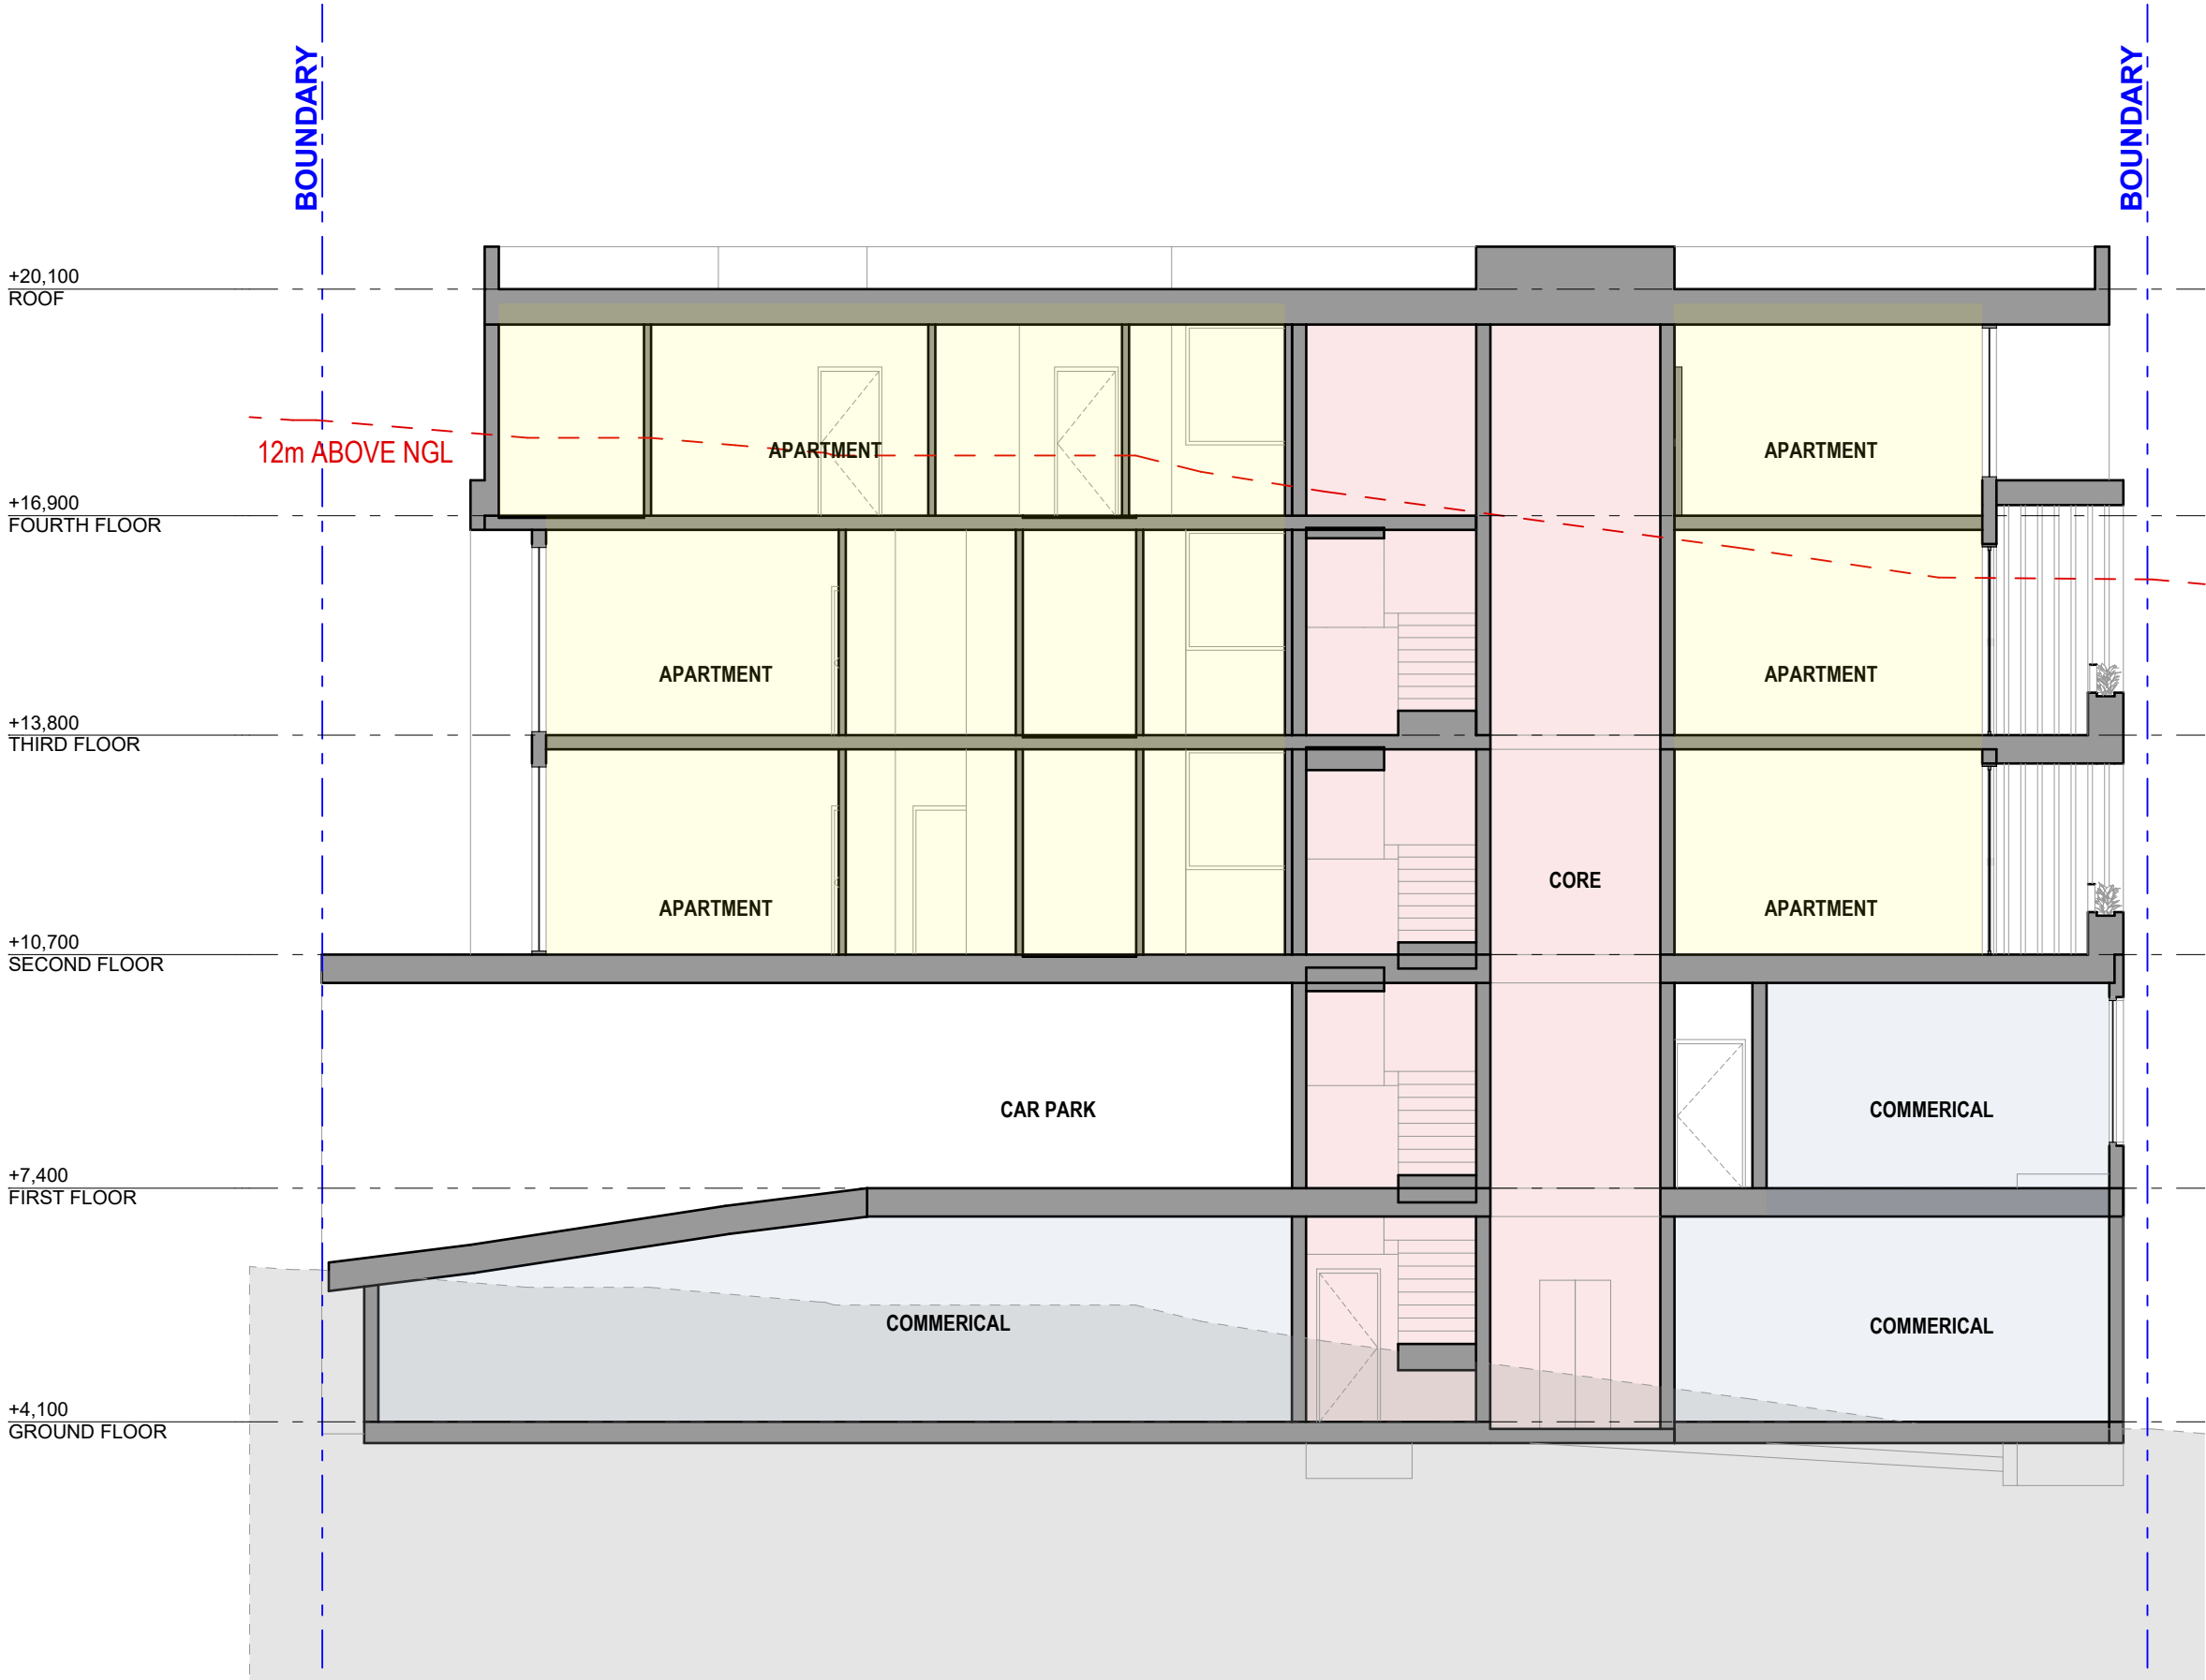 BOUNDARY
BOUNDARY
+20,100
ROOF
12m ABOVE NGL
APARTMENT
APARTMENT
+16,900
FOURTH FLOOR
APARTMENT
APARTMENT
+13,800
THIRD FLOOR
CORE
APARTMENT
APARTMENT
+10,700
SECOND FLOOR
CAR PARK
COMMERICAL
+7,400
FIRST FLOOR
COMMERICAL
COMMERICAL
+4,100
GROUND FLOOR